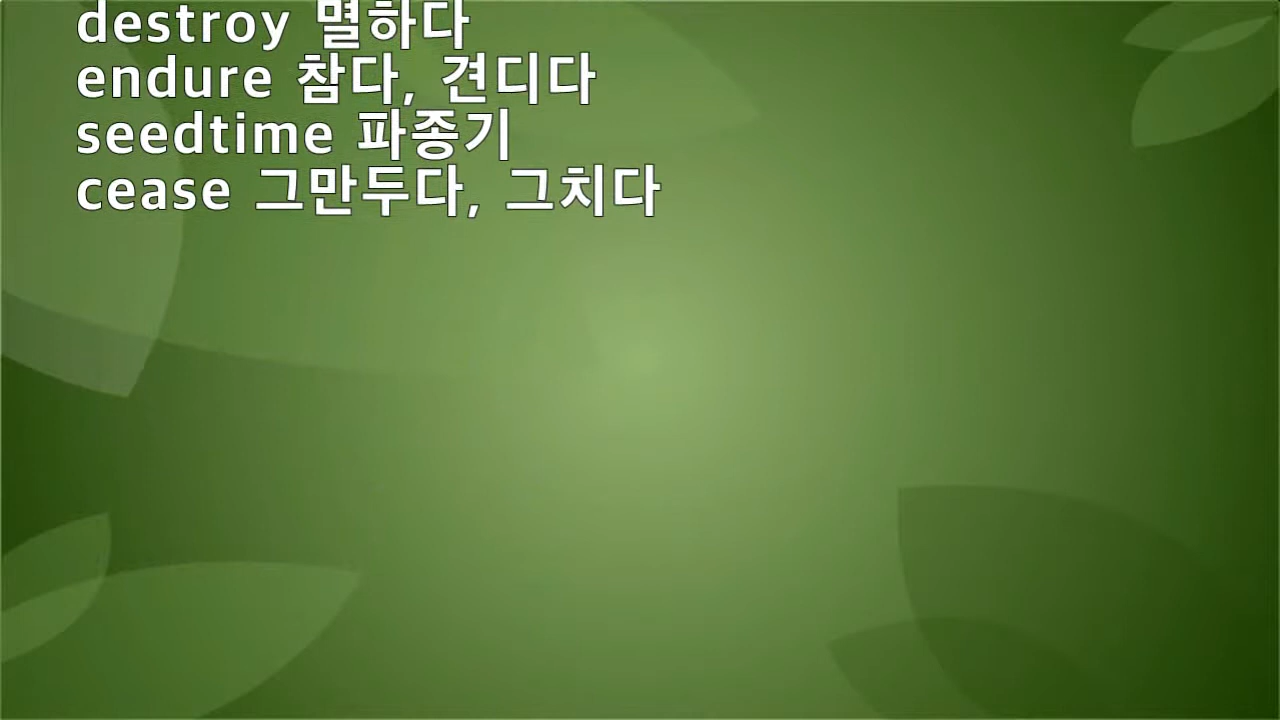 destroy 멸하다
endure 참다, 견디다
seedtime 파종기
cease 그만두다, 그치다